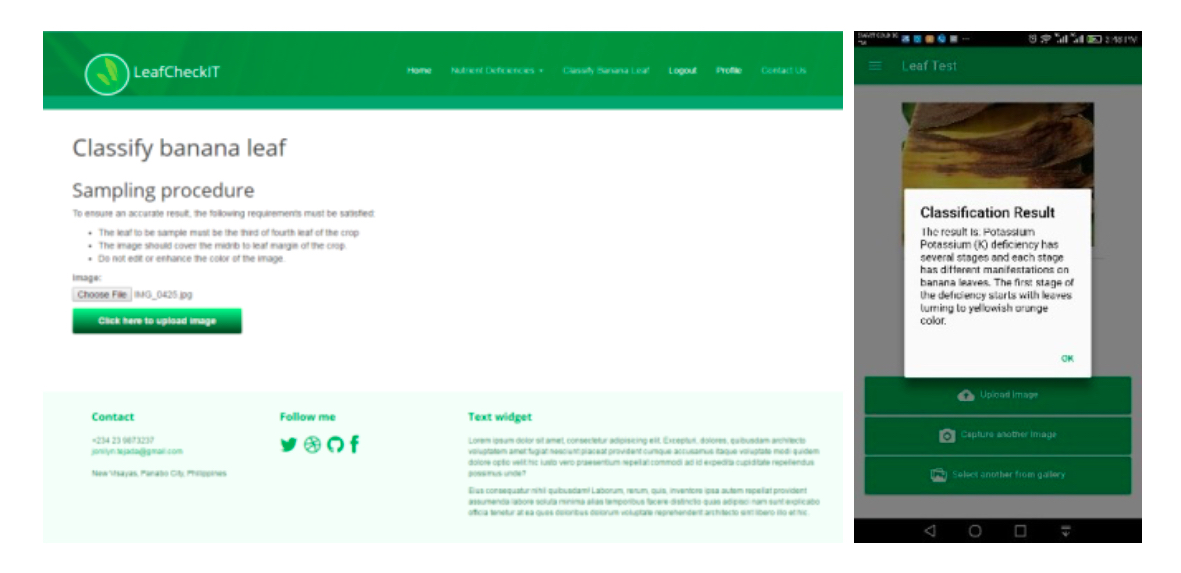 LeafCheckIT
Home Nutrient Deficiencies Classify Banana Leaf Logout Profile Contact Us
Classify banana leaf
Sampling procedure
To ensure an accurate result, the following requirements must be satisfied:
The leaf to be sample must be the third of fourth leaf of the crop
The image should cover the midrib to leaf margin of the crop.
Do not edit or enhance the color of the image.
Image:
Choose File IMG_0425.jpg
Click here to upload image
Contact
+234 23 9873237
jonilyn.tejada@gmail.com
New Visayas, Panabo City, Philippines
Follow me
Text widget
Lorem ipsum dolor sit amet, consectetur adipisicing elit. Excepturi, dolores, quibusdam architecto
voluptatem amet fugiat nesciunt placeat provident cumque accusamus itaque voluptate modi quidem
dolore optio velit hic iusto vero praesentium repellat commodi ad id expedita cupiditate repellendus
possimus unde?
Eius consequatur nihil quibusdam! Laborum, rerum, quis, inventore ipsa autem repellat provident
assumenda labore soluta minima alias temporibus facere distinctio quas adipisci nam sunt explicabo
officia tenetur at ea quos doloribus dolorum voluptate reprehenderit architecto sint libero illo et hic.
2:48 PM
Leaf Test
Classification Result
The result is: Potassium
Potassium (K) deficiency has
several stages and each stage
has different manifestations on
banana leaves. The first stage of
the deficiency starts with leaves
turning to yellowish orange
color.
OK
Upload Image
Capture another Image
Select another from gallery